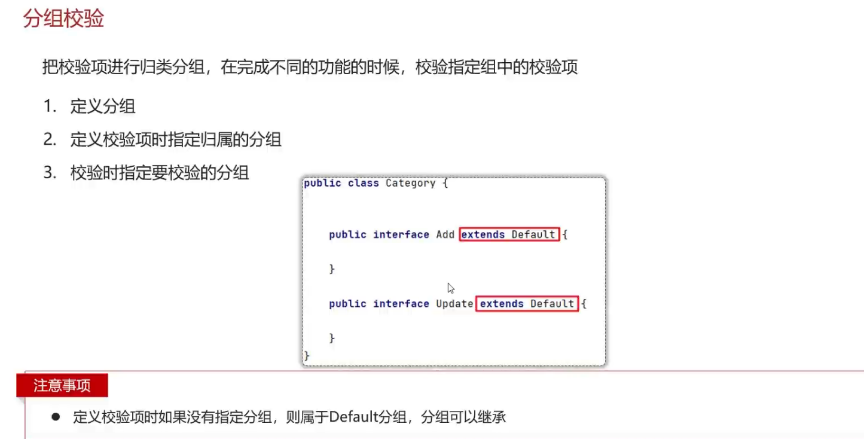 分组校验
把校验项进行归类分组，在完成不同的功能的时候，校验指定组中的校验项
1. 定义分组
2. 定义校验项时指定归属的分组
3. 校验时指定要校验的分组
public class Category {
public interface Add extends Default {
}
public interface Update extends Default {
}
}
注意事项
● 定义校验项时如果没有指定分组，则属于Default分组，分组可以继承